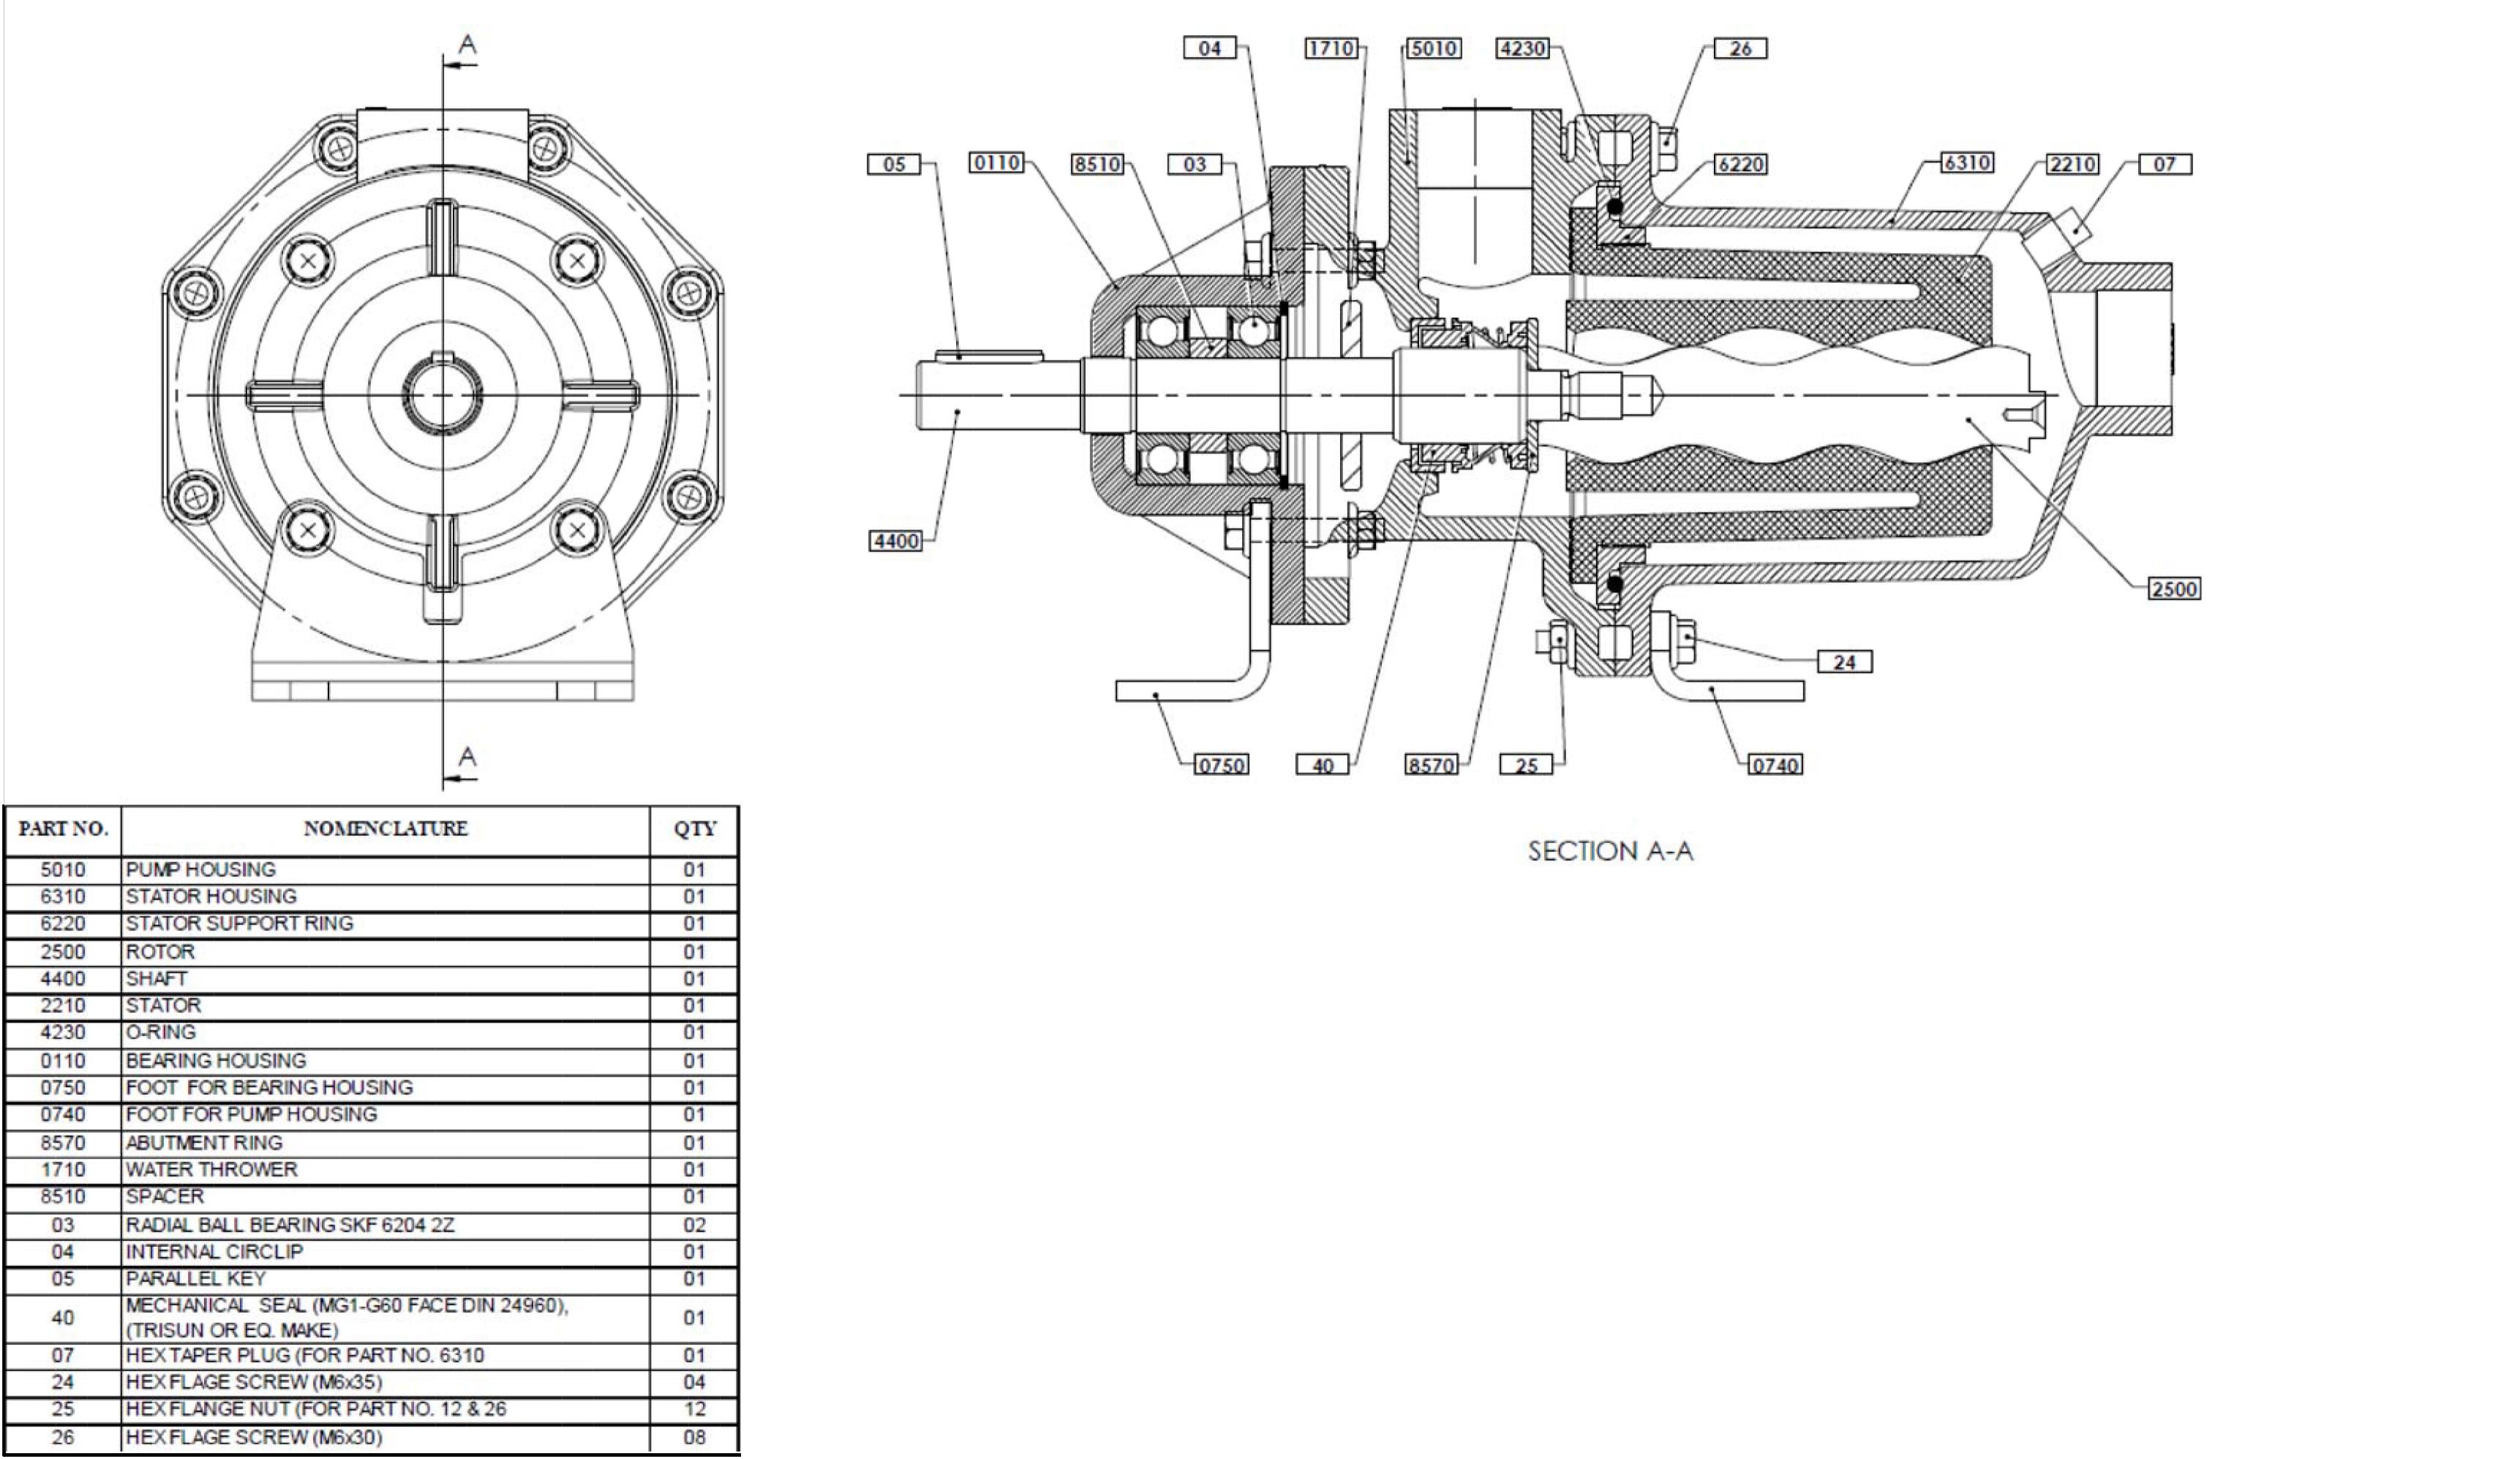 A
04
1710
5010
4230
26
05
0110
8510
03
6220
6310
2210
07
4400
2500
24
A
0750
40
8570
25
0740
SECTION A-A
PART NO. NOMENCLATURE QTY
5010 PUMP HOUSING 01
6310 STATOR HOUSING 01
6220 STATOR SUPPORT RING 01
2500 ROTOR 01
4400 SHAFT 01
2210 STATOR 01
4230 O-RING 01
0110 BEARING HOUSING 01
0750 FOOT FOR BEARING HOUSING 01
0740 FOOT FOR PUMP HOUSING 01
8570 ABUTMENT RING 01
1710 WATER THROWER 01
8510 SPACER 01
03 RADIAL BALL BEARING SKF 6204 2Z 02
04 INTERNAL CIRCLIP 01
05 PARALLEL KEY 01
40 MECHANICAL SEAL (MG1-G60 FACE DIN 24960), 01
(TRISUN OR EQ. MAKE)
07 HEX TAPER PLUG (FOR PART NO. 6310 01
24 HEX FLAGE SCREW (M6x35) 04
25 HEX FLANGE NUT (FOR PART NO. 12 & 26 12
26 HEX FLAGE SCREW (M6x30) 08